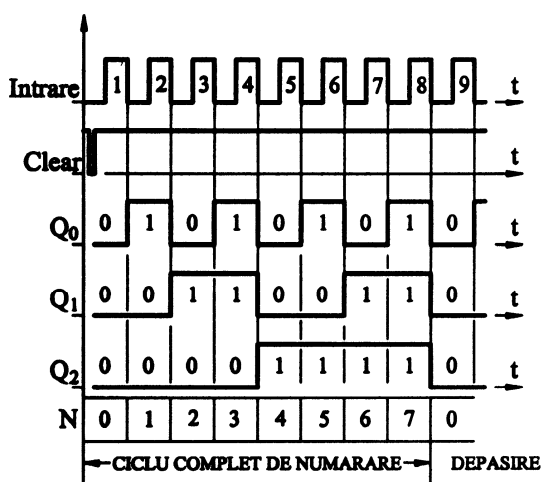 Intrare 1 2 3 4 5 6 7 8 9 t
Clear t
Q0 0 1 0 1 0 1 0 1 0 t
Q1 0 0 1 1 0 0 1 1 0 t
Q2 0 0 0 0 1 1 1 1 0 t
N 0 1 2 3 4 5 6 7 0
CICLU COMPLET DE NUMARARE DEPASIRE